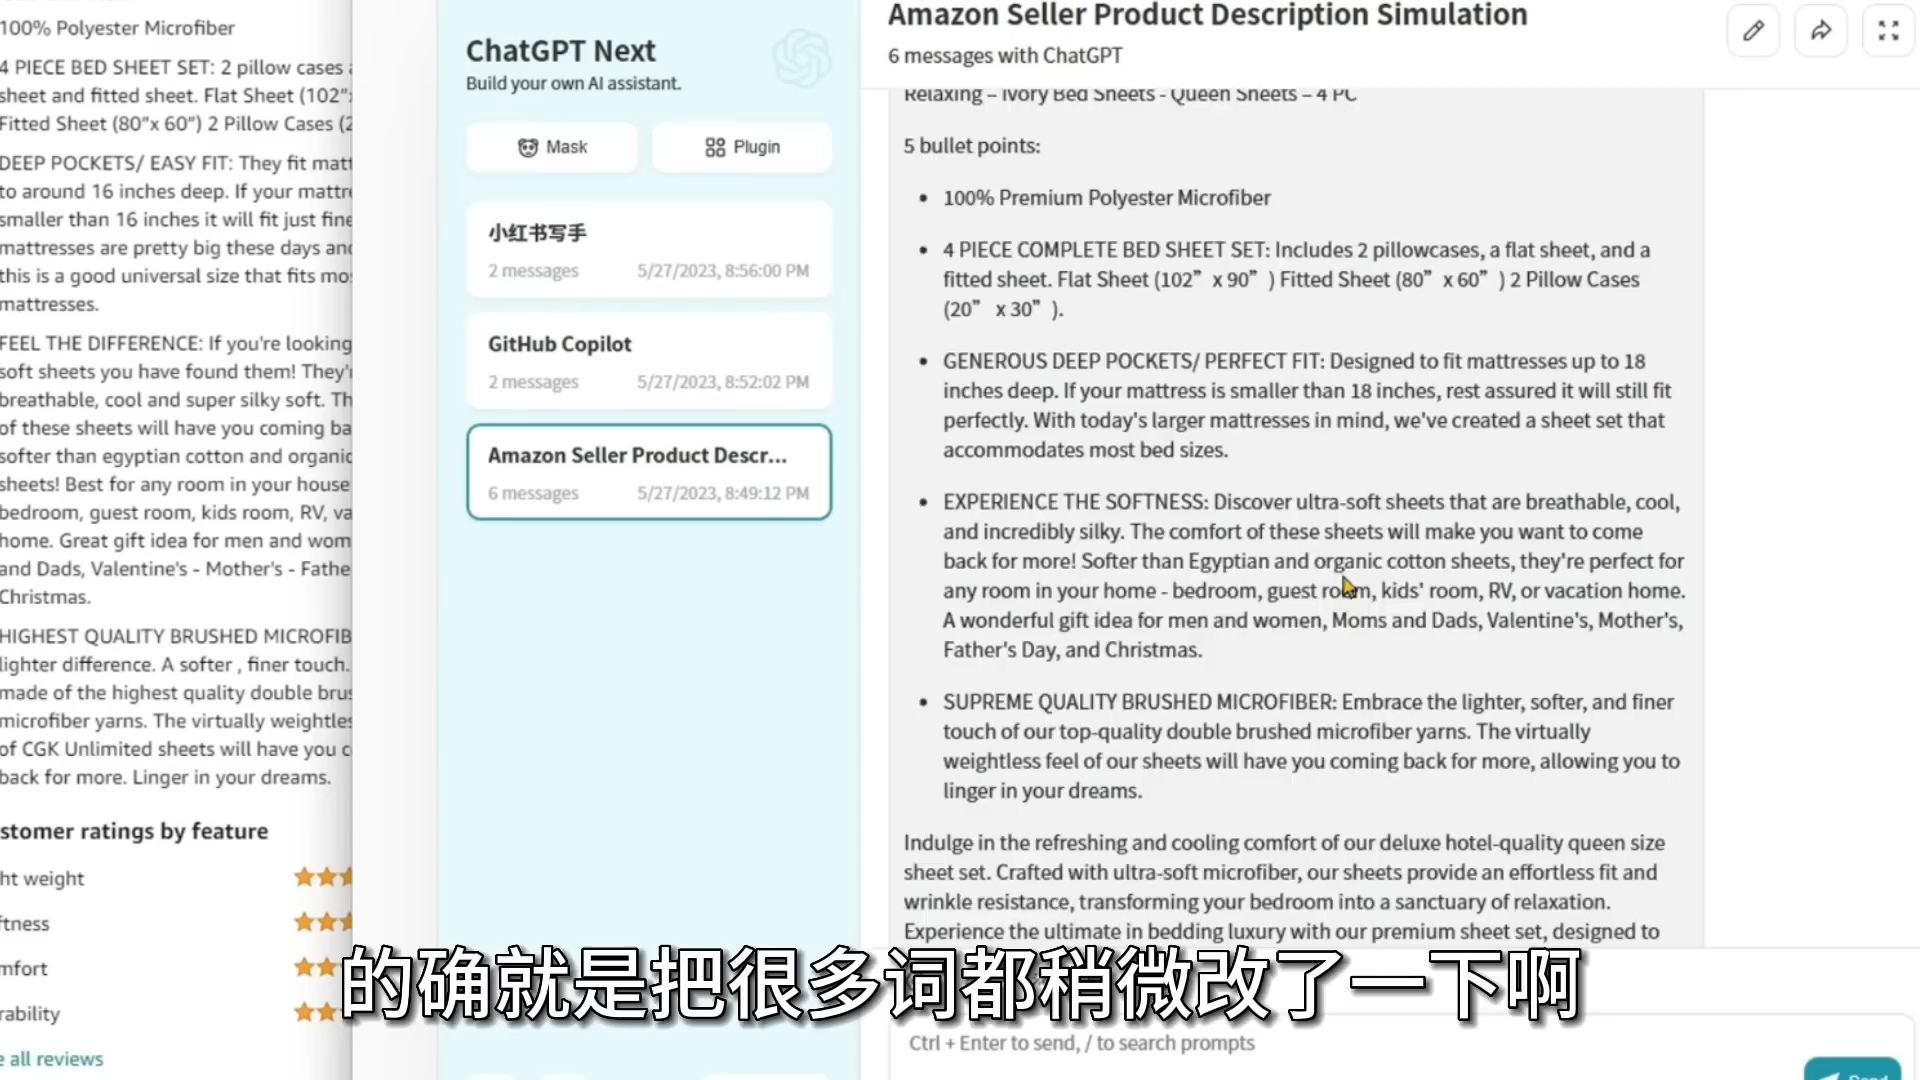 100% Polyester Microfiber
4 PIECE BED SHEET SET: 2 pillow cases
sheet and fitted sheet. Flat Sheet (102"
Fitted Sheet (80"x 60") 2 Pillow Cases (2
DEEP POCKETS/ EASY FIT: They fit matt
to around 16 inches deep. If your mattre
smaller than 16 inches it will fit just fine
mattresses are pretty big these days and
this is a good universal size that fits mo
mattresses.
FEEL THE DIFFERENCE: If you're looking
soft sheets you have found them! They'
breathable, cool and super silky soft. Th
of these sheets will have you coming ba
softer than egyptian cotton and organic
sheets! Best for any room in your house
bedroom, guest room, kids room, RV, va
home. Great gift idea for men and wom
and Dads, Valentine's - Mother's - Fathe
Christmas.
HIGHEST QUALITY BRUSHED MICROFIB
lighter difference. A softer , finer touch.
made of the highest quality double brus
microfiber yarns. The virtually weightles
of CGK Unlimited sheets will have you c
back for more. Linger in your dreams.
stomer ratings by feature
ht weight
ftness
mfort
rability
e all reviews
ChatGPT Next
Build your own AI assistant.
Mask
Plugin
小红书写手
2 messages
5/27/2023, 8:56:00 PM
GitHub Copilot
2 messages
5/27/2023, 8:52:02 PM
Amazon Seller Product Descr...
6 messages
5/27/2023, 8:49:12 PM
Amazon Seller Product Description Simulation
6 messages with ChatGPT
Relaxing – Ivory Bed Sheets - Queen Sheets – 4 PC
5 bullet points:
• 100% Premium Polyester Microfiber
• 4 PIECE COMPLETE BED SHEET SET: Includes 2 pillowcases, a flat sheet, and a
fitted sheet. Flat Sheet (102” x 90” ) Fitted Sheet (80” x 60” ) 2 Pillow Cases
(20” x 30” ).
• GENEROUS DEEP POCKETS/ PERFECT FIT: Designed to fit mattresses up to 18
inches deep. If your mattress is smaller than 18 inches, rest assured it will still fit
perfectly. With today's larger mattresses in mind, we've created a sheet set that
accommodates most bed sizes.
• EXPERIENCE THE SOFTNESS: Discover ultra-soft sheets that are breathable, cool,
and incredibly silky. The comfort of these sheets will make you want to come
back for more! Softer than Egyptian and organic cotton sheets, they're perfect for
any room in your home - bedroom, guest room, kids' room, RV, or vacation home.
A wonderful gift idea for men and women, Moms and Dads, Valentine's, Mother's,
Father's Day, and Christmas.
• SUPREME QUALITY BRUSHED MICROFIBER: Embrace the lighter, softer, and finer
touch of our top-quality double brushed microfiber yarns. The virtually
weightless feel of our sheets will have you coming back for more, allowing you to
linger in your dreams.
Indulge in the refreshing and cooling comfort of our deluxe hotel-quality queen size
sheet set. Crafted with ultra-soft microfiber, our sheets provide an effortless fit and
wrinkle resistance, transforming your bedroom into a sanctuary of relaxation.
Experience the ultimate in bedding luxury with our premium sheet set, designed to
的确就是把很多词都稍微改了一下啊
Ctrl + Enter to send, / to search prompts
Send